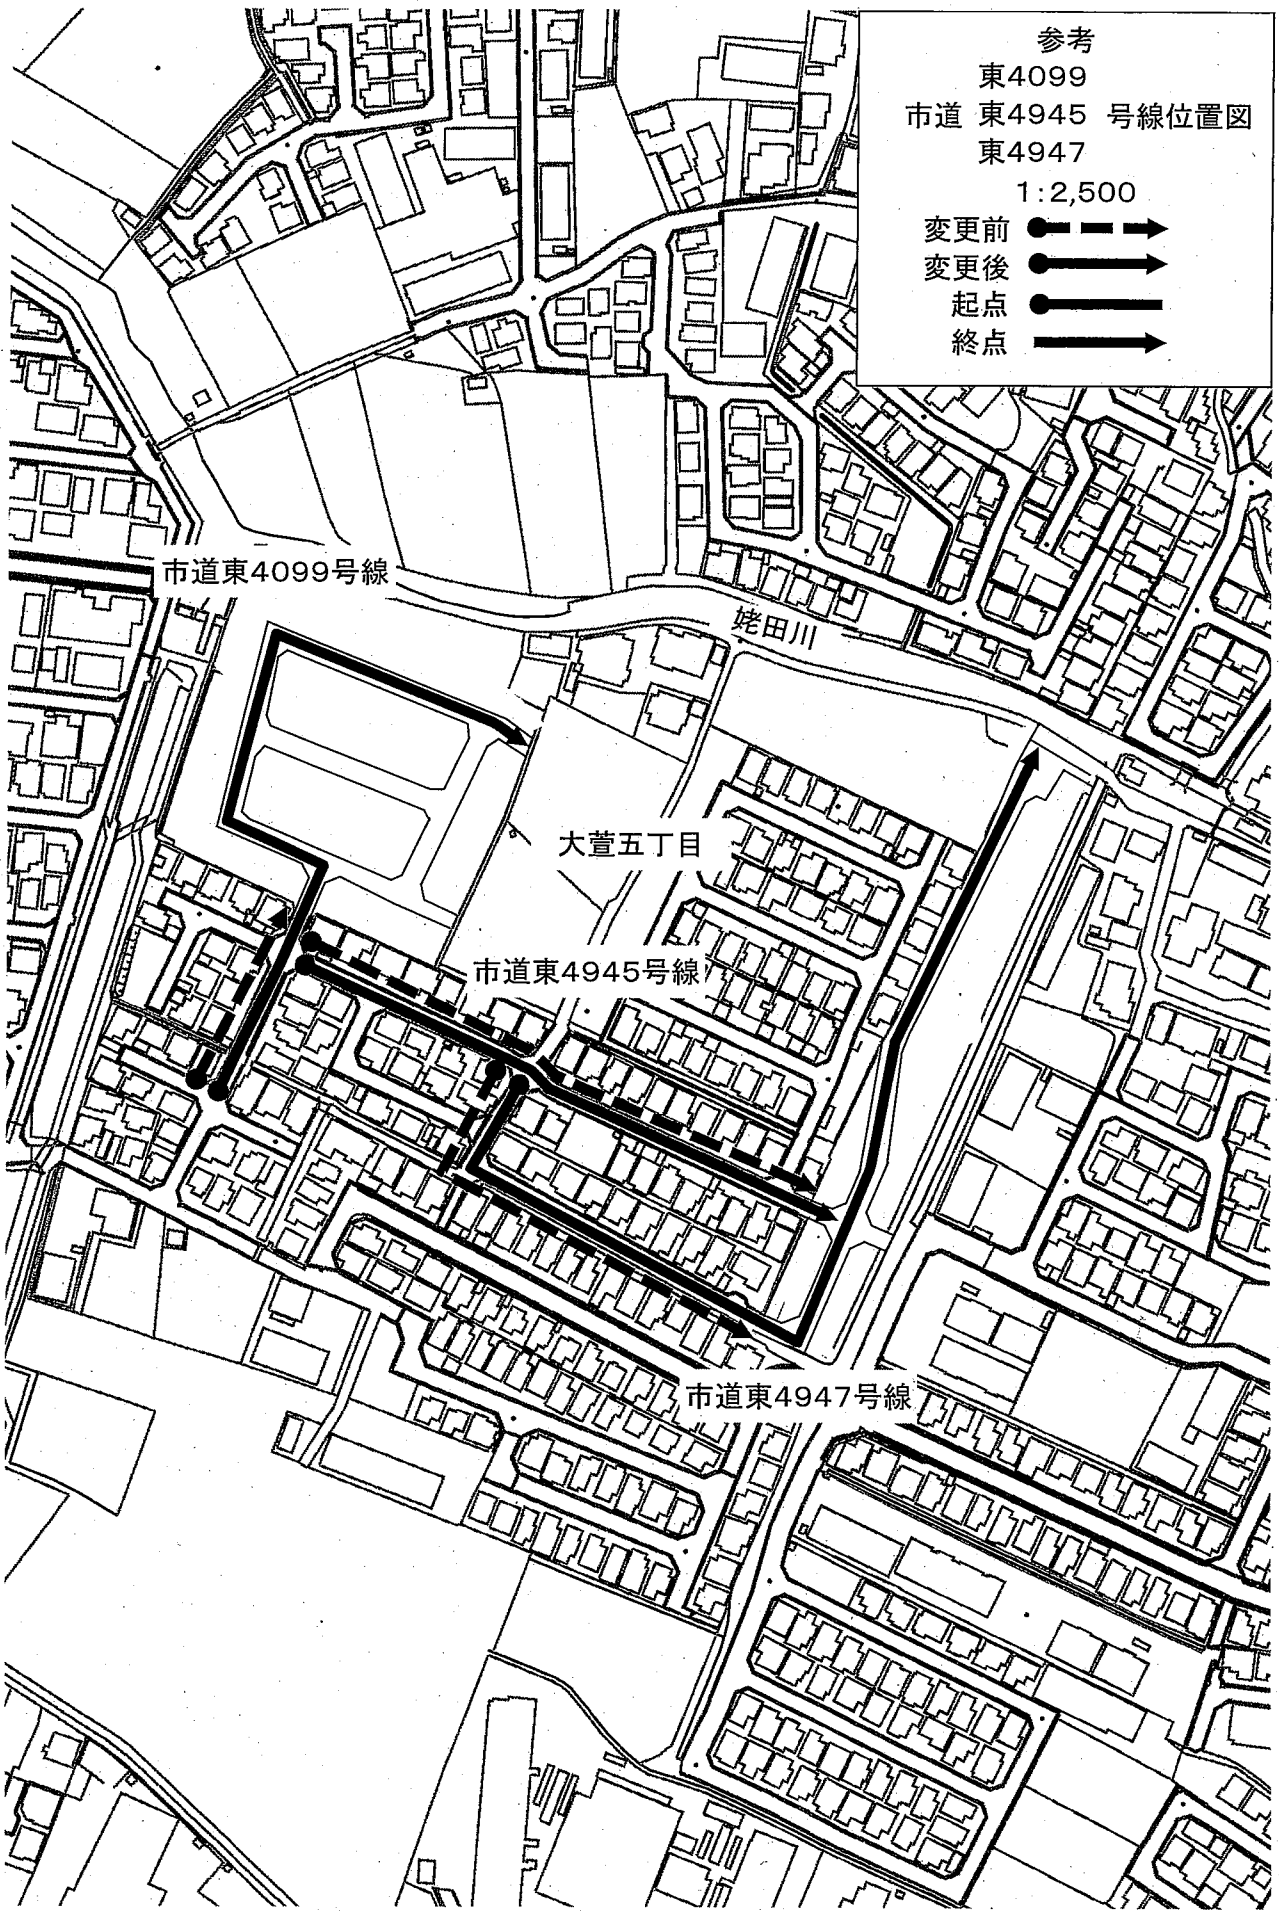 参考
東4099
市道 東4945 号線位置図
東4947
1:2,500
変更前
変更後
起点
終点
市道東4099号線
姥田川
大萱五丁目
市道東4945号線
市道東4947号線